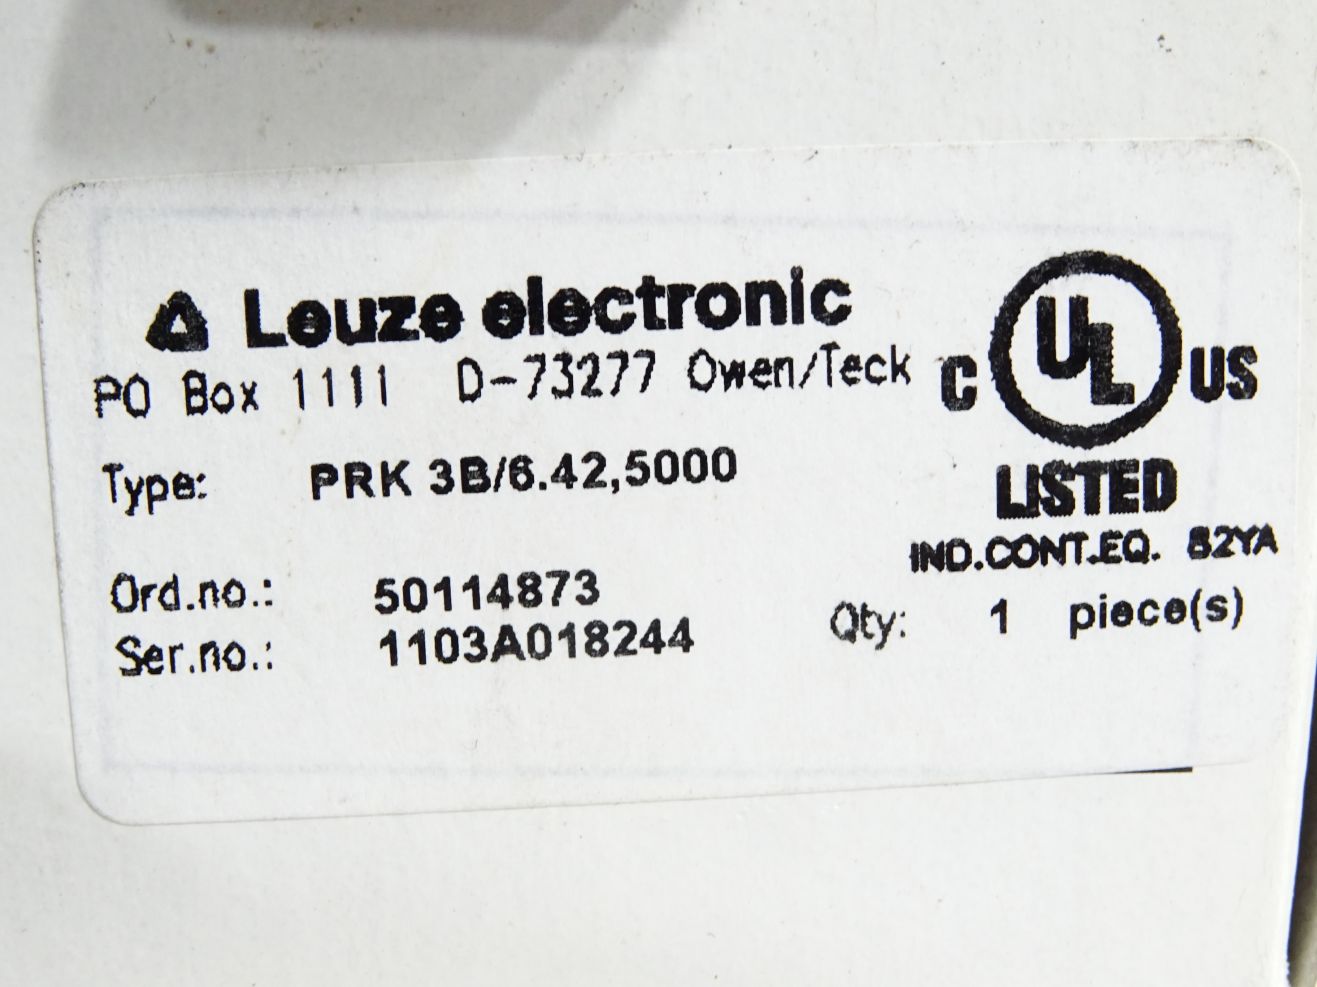 Leuze electronic
PO Box 1111 D-73277 Owen/Teck
C UL US
LISTED
IND.CONT.EQ. 82YA
Type: PRK 3B/6.42,5000
Ord.no.: 50114873
Ser.no.: 1103A018244
Qty: 1 piece(s)